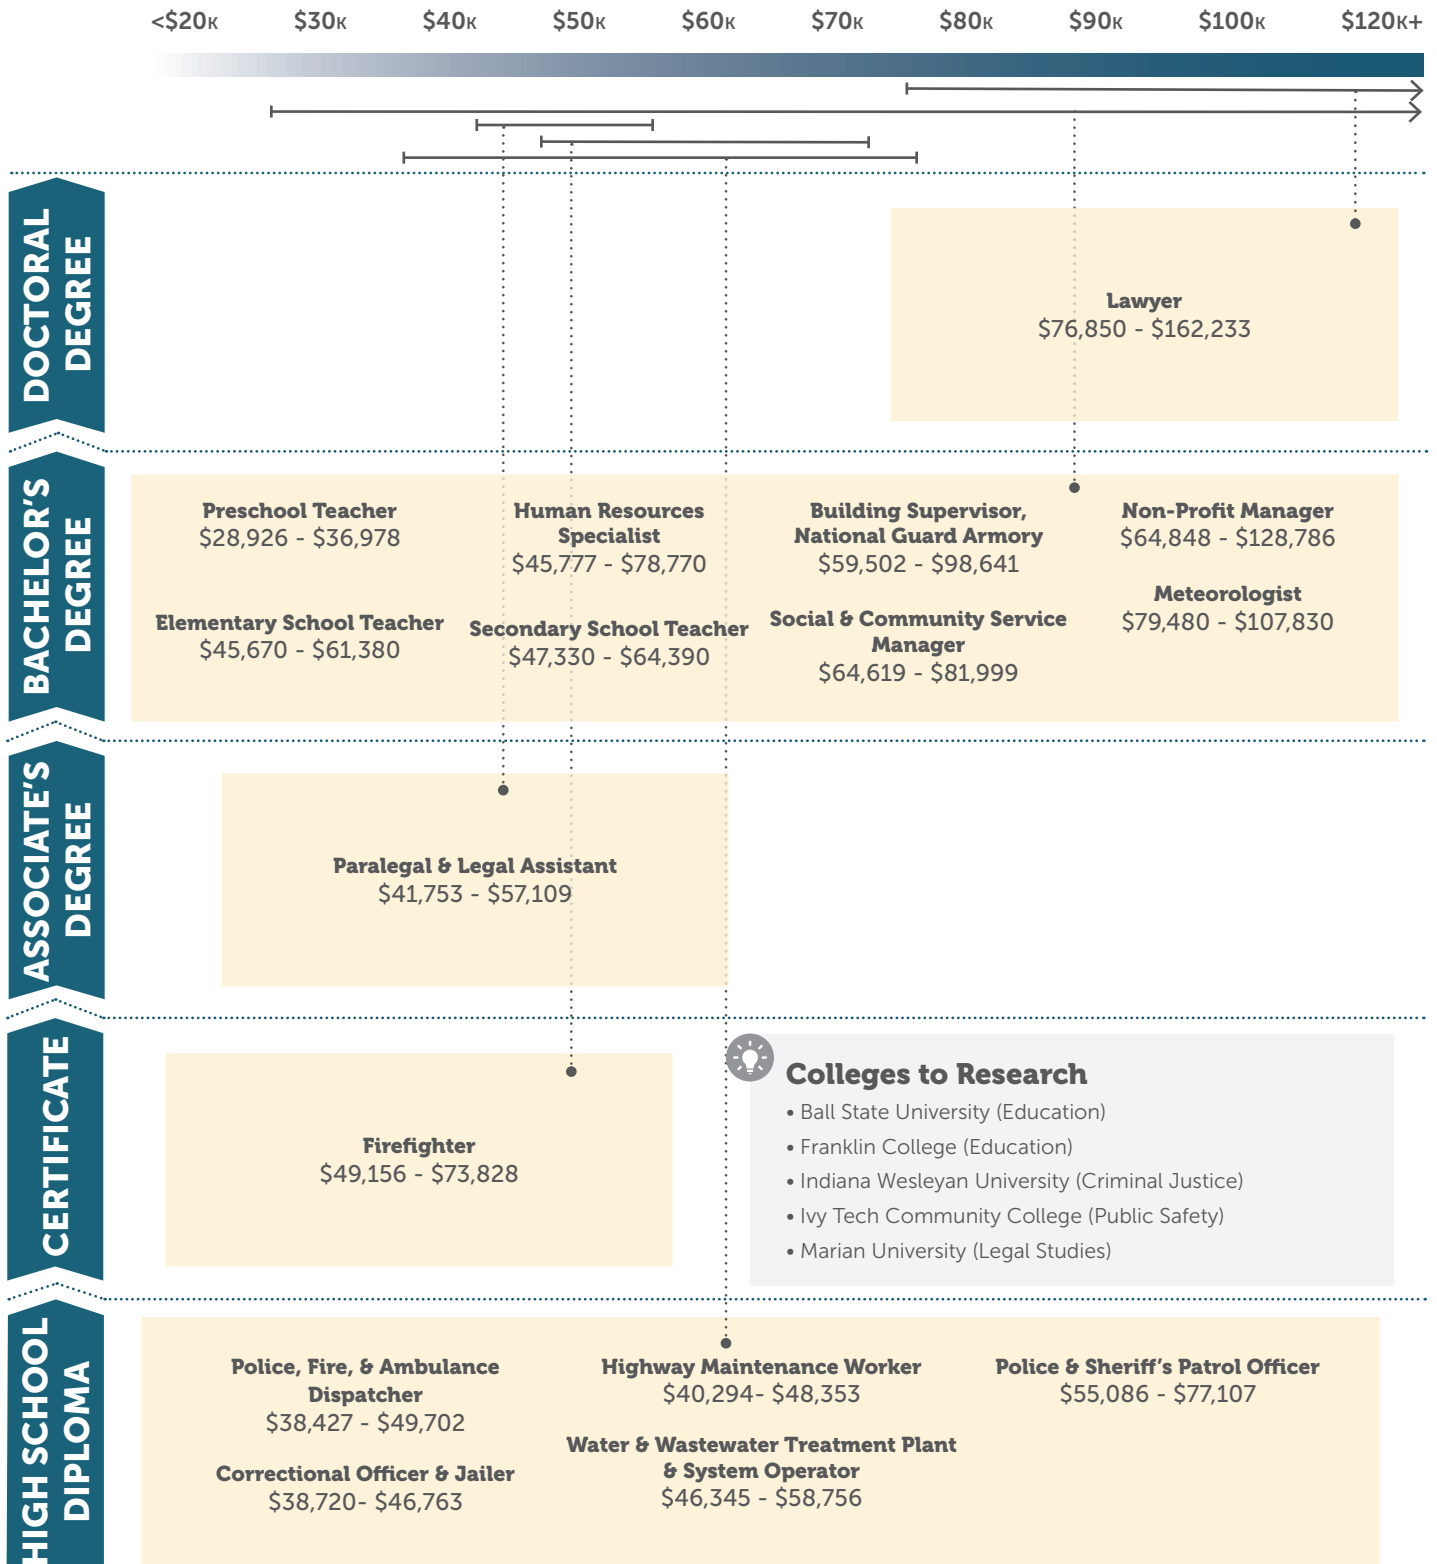 <$20K $30K $40K $50K $60K $70K $80K $90K $100K $120K+
DOCTORAL
DEGREE
Lawyer
$76,850 - $162,233
BACHELOR'S
DEGREE
Preschool Teacher
$28,926 - $36,978
Human Resources
Specialist
$45,777 - $78,770
Building Supervisor,
National Guard Armory
$59,502 - $98,641
Non-Profit Manager
$64,848 - $128,786
Elementary School Teacher
$45,670 - $61,380
Secondary School Teacher
$47,330 - $64,390
Social & Community Service
Manager
$64,619 - $81,999
Meteorologist
$79,480 - $107,830
ASSOCIATE'S
DEGREE
Paralegal & Legal Assistant
$41,753 - $57,109
CERTIFICATE
Firefighter
$49,156 - $73,828
Colleges to Research
• Ball State University (Education)
• Franklin College (Education)
• Indiana Wesleyan University (Criminal Justice)
• Ivy Tech Community College (Public Safety)
• Marian University (Legal Studies)
HIGH SCHOOL
DIPLOMA
Police, Fire, & Ambulance
Dispatcher
$38,427 - $49,702
Highway Maintenance Worker
$40,294- $48,353
Police & Sheriff's Patrol Officer
$55,086 - $77,107
Correctional Officer & Jailer
$38,720- $46,763
Water & Wastewater Treatment Plant
& System Operator
$46,345 - $58,756